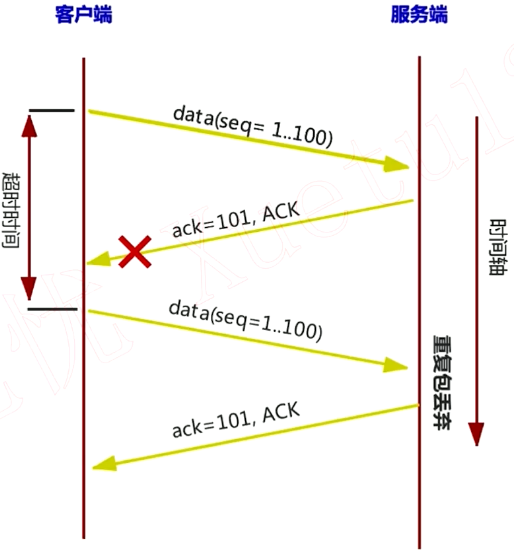 客户端
服务端
data(seq= 1..100)
ack=101, ACK
超时时间
时间轴
data(seq=1..100)
重复包丢弃
ack=101, ACK